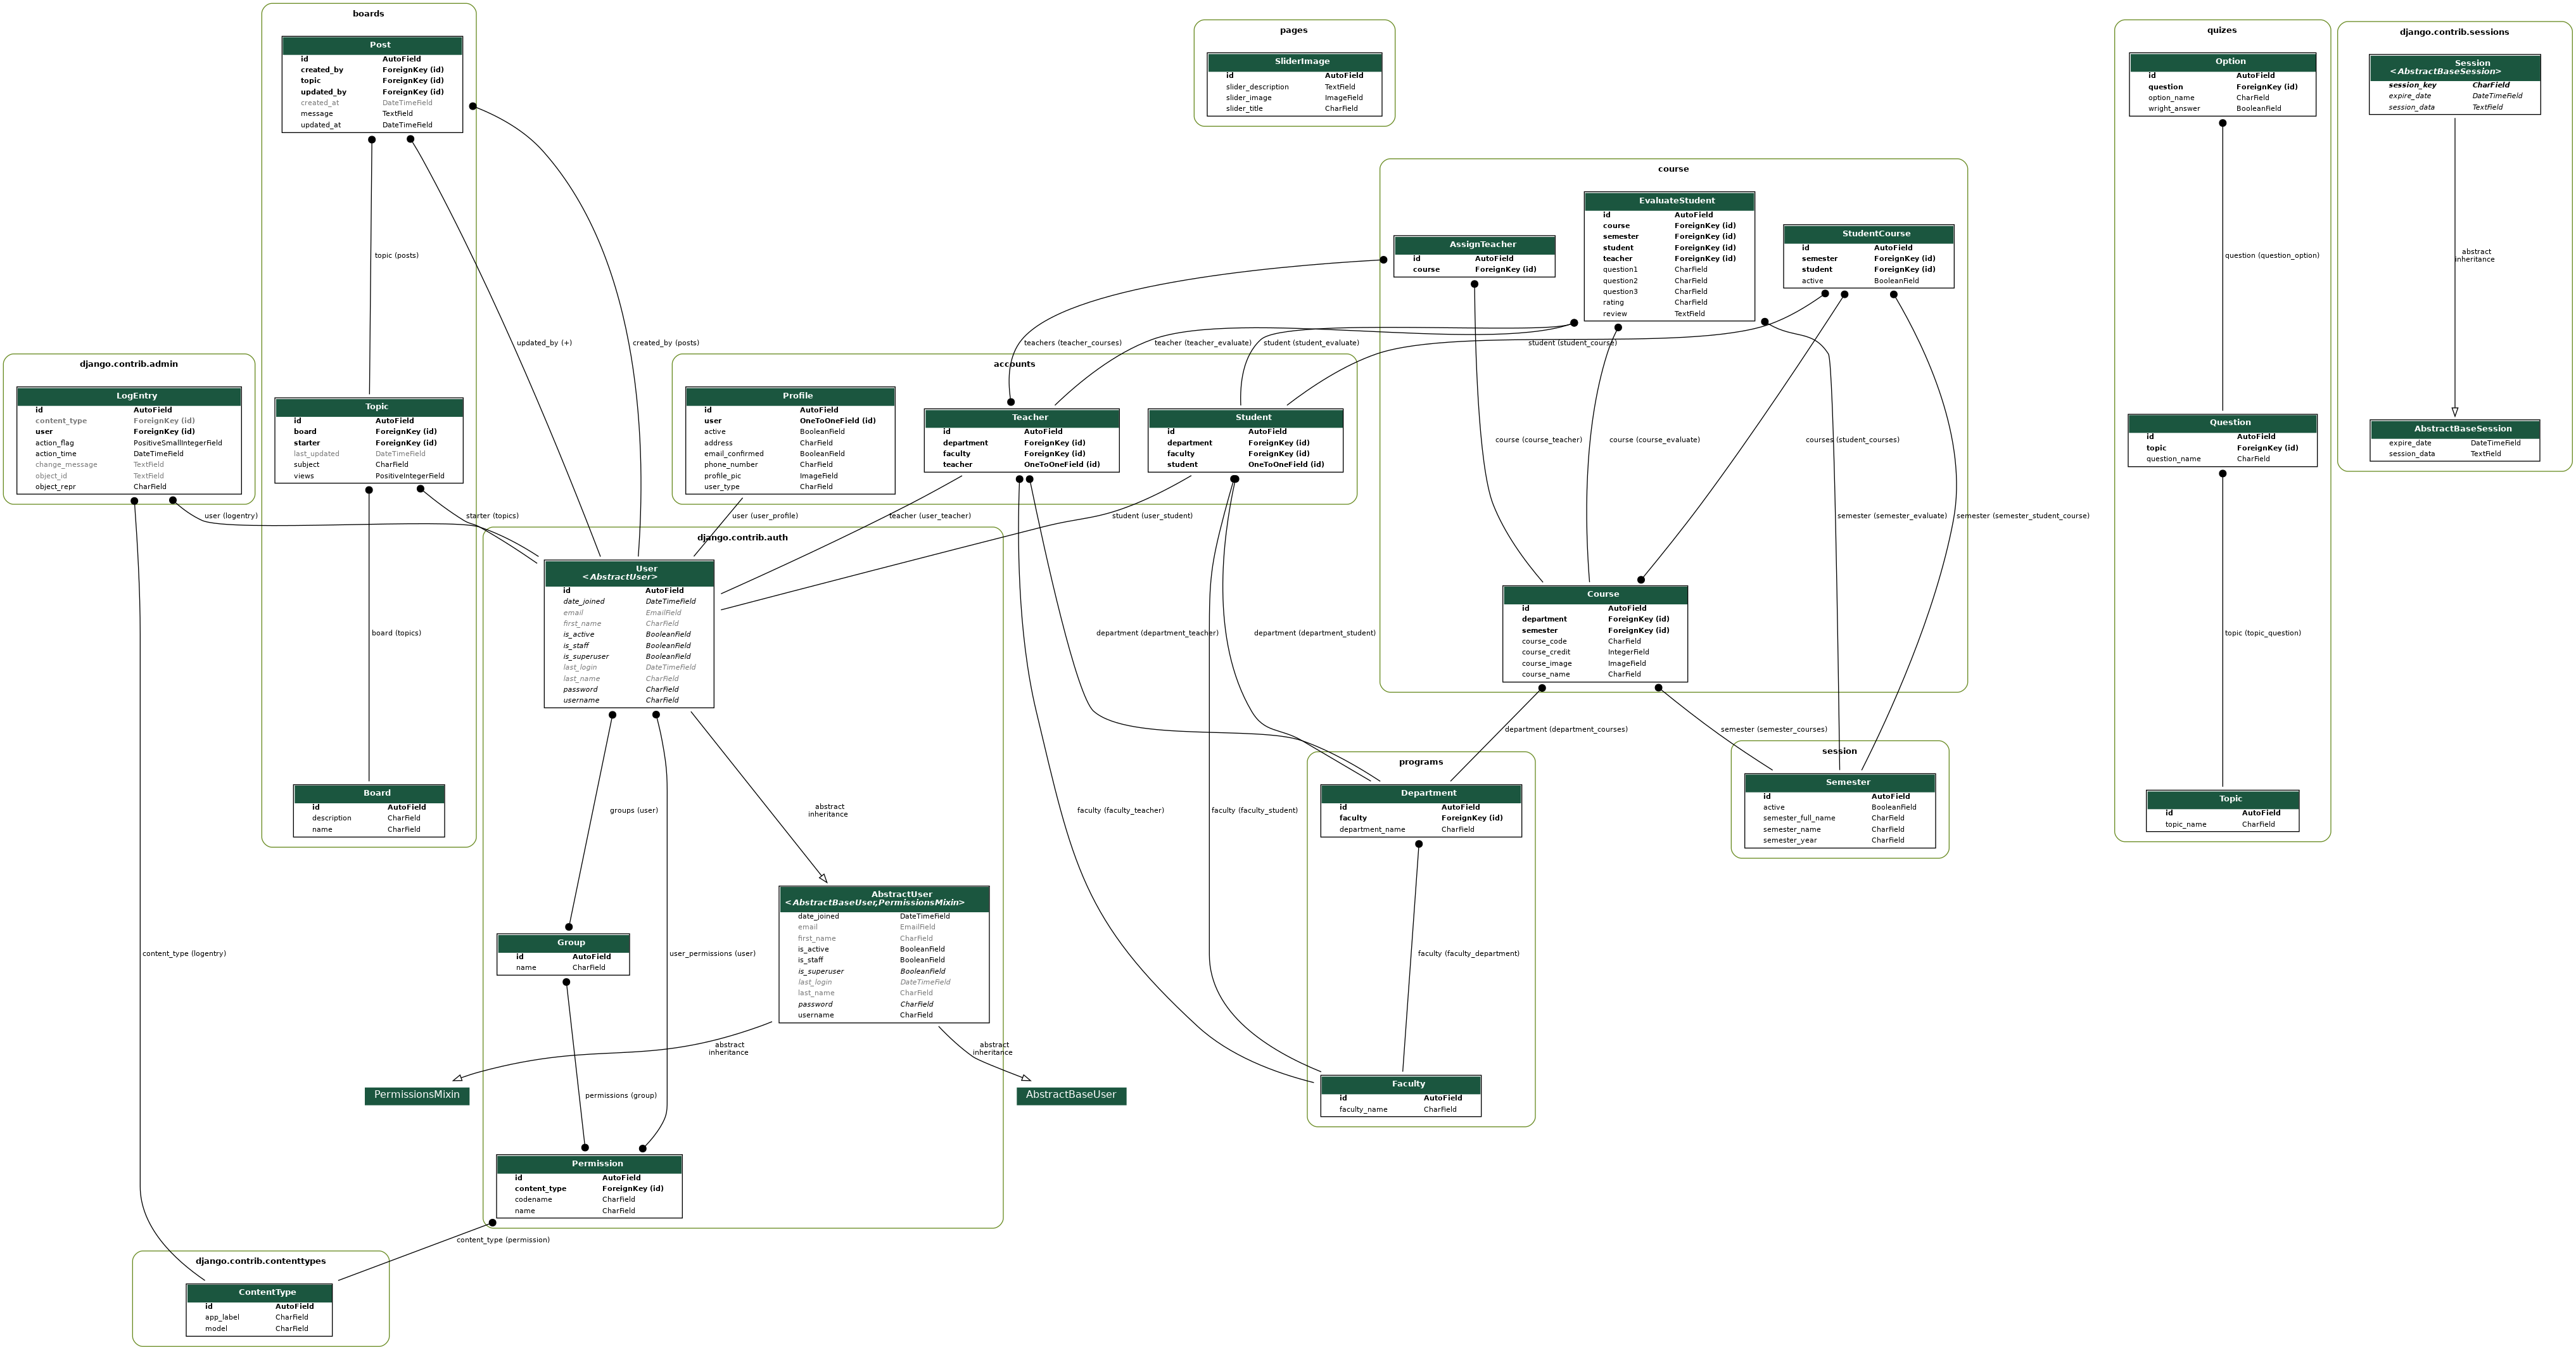 boards
Post
id AutoField
created_by ForeignKey (id)
topic ForeignKey (id)
updated_by ForeignKey (id)
created_at DateTimeField
message TextField
updated_at DateTimeField
topic (posts)
updated_by (+)
created_by (posts)
Topic
id AutoField
board ForeignKey (id)
starter ForeignKey (id)
last_updated DateTimeField
subject CharField
views PositiveIntegerField
starter (topics)
board (topics)
Board
id AutoField
description CharField
name CharField
django.contrib.admin
LogEntry
id AutoField
content_type ForeignKey (id)
user ForeignKey (id)
action_flag PositiveSmallIntegerField
action_time DateTimeField
change_message TextField
object_id TextField
object_repr CharField
user (logentry)
content_type (logentry)
pages
SliderImage
id AutoField
slider_description TextField
slider_image ImageField
slider_title CharField
course
AssignTeacher
id AutoField
course ForeignKey (id)
EvaluateStudent
id AutoField
course ForeignKey (id)
semester ForeignKey (id)
student ForeignKey (id)
teacher ForeignKey (id)
question1 CharField
question2 CharField
question3 CharField
rating CharField
review TextField
StudentCourse
id AutoField
semester ForeignKey (id)
student ForeignKey (id)
active BooleanField
teachers (teacher_courses)
teacher (teacher_evaluate)
student (student_evaluate)
student (student_course)
course (course_teacher)
course (course_evaluate)
courses (student_courses)
semester (semester_evaluate)
semester (semester_student_course)
Course
id AutoField
department ForeignKey (id)
semester ForeignKey (id)
course_code CharField
course_credit IntegerField
course_image ImageField
course_name CharField
department (department_courses)
semester (semester_courses)
accounts
Profile
id AutoField
user OneToOneField (id)
active BooleanField
address CharField
email_confirmed BooleanField
phone_number CharField
profile_pic ImageField
user_type CharField
Teacher
id AutoField
department ForeignKey (id)
faculty ForeignKey (id)
teacher OneToOneField (id)
Student
id AutoField
department ForeignKey (id)
faculty ForeignKey (id)
student OneToOneField (id)
user (user_profile)
teacher (user_teacher)
student (user_student)
department (department_teacher)
department (department_student)
faculty (faculty_teacher)
faculty (faculty_student)
django.contrib.auth
User
<AbstractUser>
id AutoField
date_joined DateTimeField
email EmailField
first_name CharField
is_active BooleanField
is_staff BooleanField
is_superuser BooleanField
last_login DateTimeField
last_name CharField
password CharField
username CharField
groups (user)
abstract
inheritance
user_permissions (user)
AbstractUser
<AbstractBaseUser,PermissionsMixin>
date_joined DateTimeField
email EmailField
first_name CharField
is_active BooleanField
is_staff BooleanField
is_superuser BooleanField
last_login DateTimeField
last_name CharField
password CharField
username CharField
Group
id AutoField
name CharField
abstract
inheritance
abstract
inheritance
PermissionsMixin
AbstractBaseUser
permissions (group)
Permission
id AutoField
content_type ForeignKey (id)
codename CharField
name CharField
content_type (permission)
django.contrib.contenttypes
ContentType
id AutoField
app_label CharField
model CharField
programs
Department
id AutoField
faculty ForeignKey (id)
department_name CharField
faculty (faculty_department)
Faculty
id AutoField
faculty_name CharField
session
Semester
id AutoField
active BooleanField
semester_full_name CharField
semester_name CharField
semester_year CharField
quizes
Option
id AutoField
question ForeignKey (id)
option_name CharField
wright_answer BooleanField
question (question_option)
Question
id AutoField
topic ForeignKey (id)
question_name CharField
topic (topic_question)
Topic
id AutoField
topic_name CharField
django.contrib.sessions
Session
<AbstractBaseSession>
session_key CharField
expire_date DateTimeField
session_data TextField
abstract
inheritance
AbstractBaseSession
expire_date DateTimeField
session_data TextField